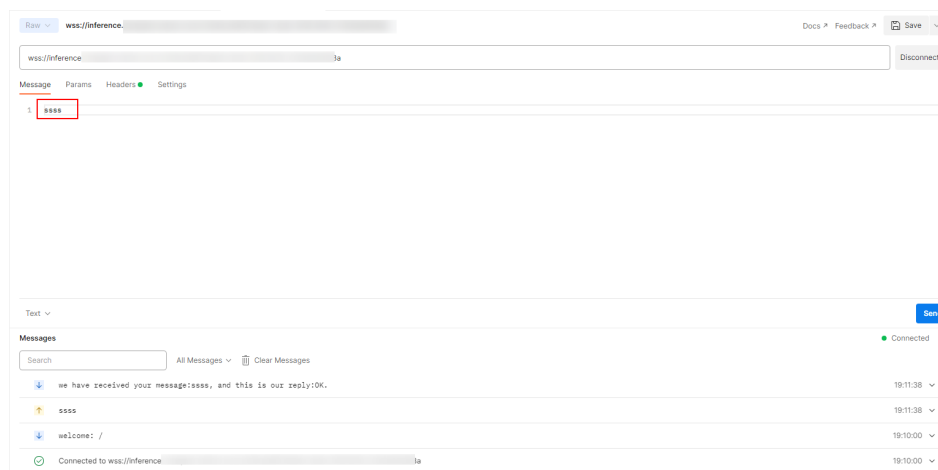 Raw wss://inference. Docs Feedback Save
wss://inference Disconnect
Message Params Headers Settings
1 ssss
Text Send
Messages Connected
Search All Messages Clear Messages
we have received your message:ssss, and this is our reply:OK. 19:11:38
ssss 19:11:38
welcome: / 19:10:00
Connected to wss://inference 19:10:00